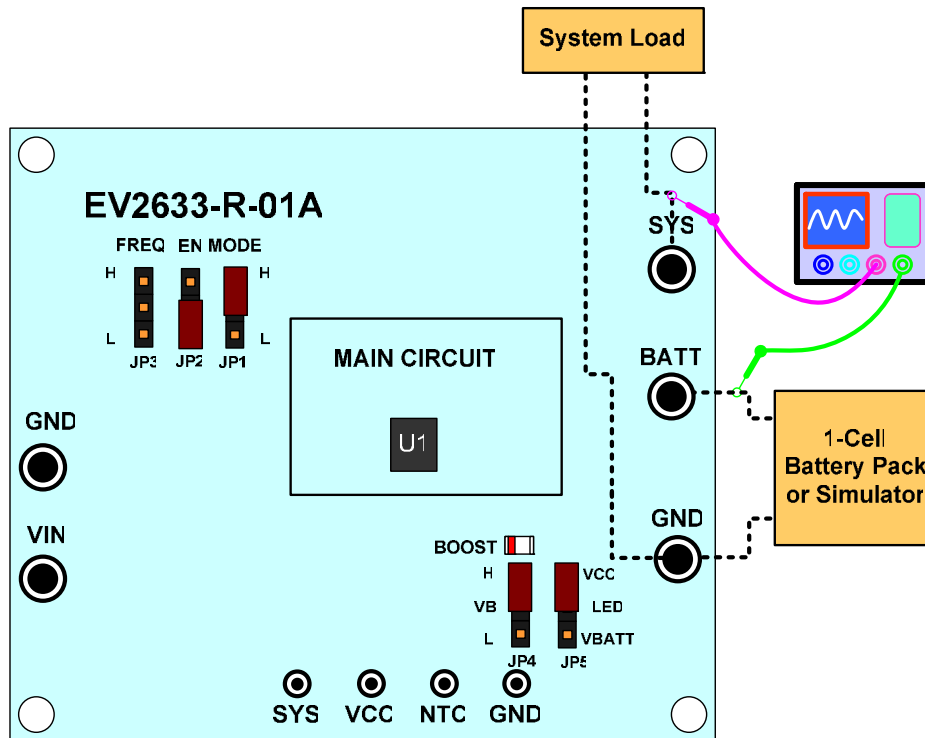 System Load
EV2633-R-01A
FREQ EN MODE
H H
L L
JP3 JP2 JP1
SYS
MAIN CIRCUIT
U1
BATT
GND
VIN
1-Cell
Battery Pack
or Simulator
GND
BOOST
H VCC
VB LED
L VBATT
JP4 JP5
SYS VCC NTC GND